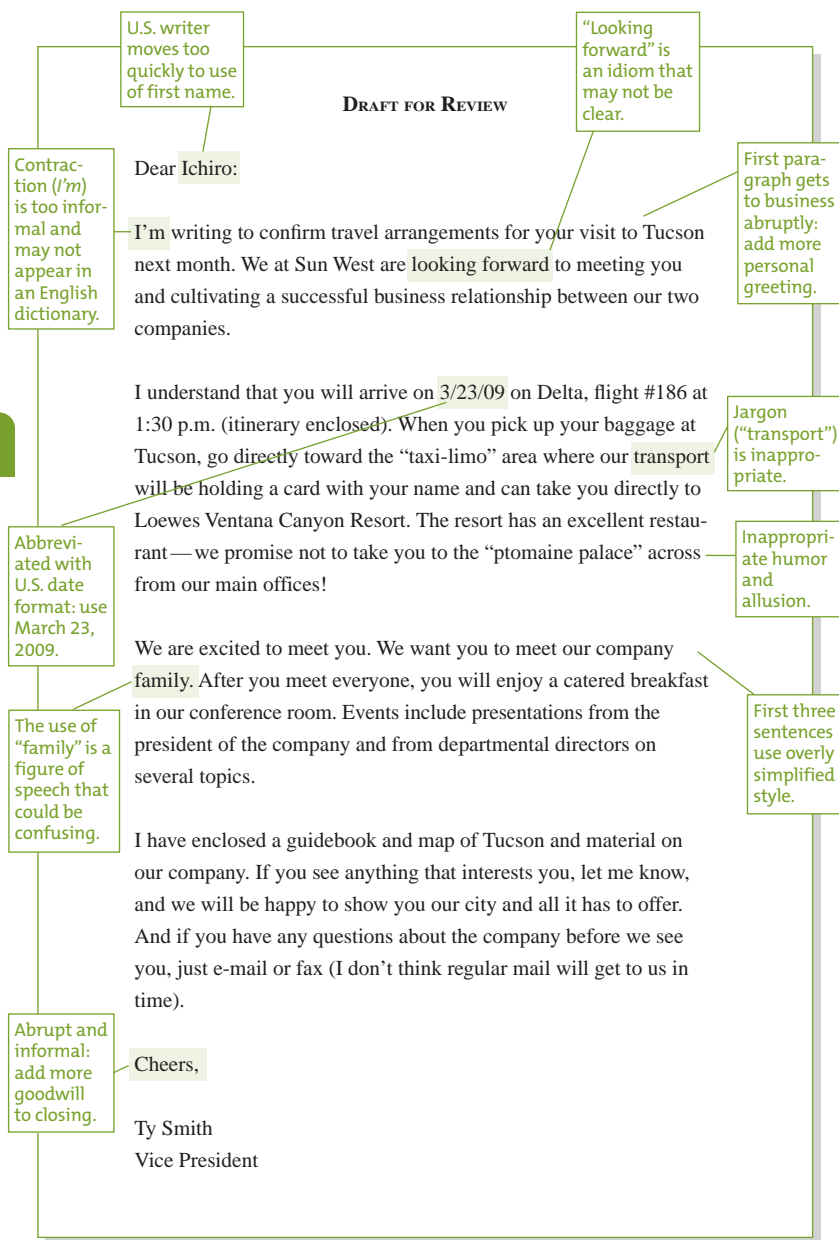 U.S. writer
moves too
quickly to use
of first name.
“Looking
forward” is
an idiom that
may not be
clear.
DRAFT FOR REVIEW
Contrac-
tion (I’m)
is too infor-
mal and
may not
appear in
an English
dictionary.
First para-
graph gets
to business
abruptly:
add more
personal
greeting.
Dear Ichiro:
I’m writing to confirm travel arrangements for your visit to Tucson
next month. We at Sun West are looking forward to meeting you
and cultivating a successful business relationship between our two
companies.
I understand that you will arrive on 3/23/09 on Delta, flight #186 at
1:30 p.m. (itinerary enclosed). When you pick up your baggage at
Tucson, go directly toward the “taxi-limo” area where our transport
will be holding a card with your name and can take you directly to
Loewes Ventana Canyon Resort. The resort has an excellent restau-
rant—we promise not to take you to the “ptomaine palace” across
from our main offices!
Jargon
(“transport”)
is inappro-
priate.
Abbrevi-
ated with
U.S. date
format: use
March 23,
2009.
Inappropri-
ate humor
and
allusion.
We are excited to meet you. We want you to meet our company
family. After you meet everyone, you will enjoy a catered breakfast
in our conference room. Events include presentations from the
president of the company and from departmental directors on
several topics.
The use of
“family” is a
figure of
speech that
could be
confusing.
First three
sentences
use overly
simplified
style.
I have enclosed a guidebook and map of Tucson and material on
our company. If you see anything that interests you, let me know,
and we will be happy to show you our city and all it has to offer.
And if you have any questions about the company before we see
you, just e-mail or fax (I don’t think regular mail will get to us in
time).
Abrupt and
informal:
add more
goodwill
to closing.
Cheers,
Ty Smith
Vice President